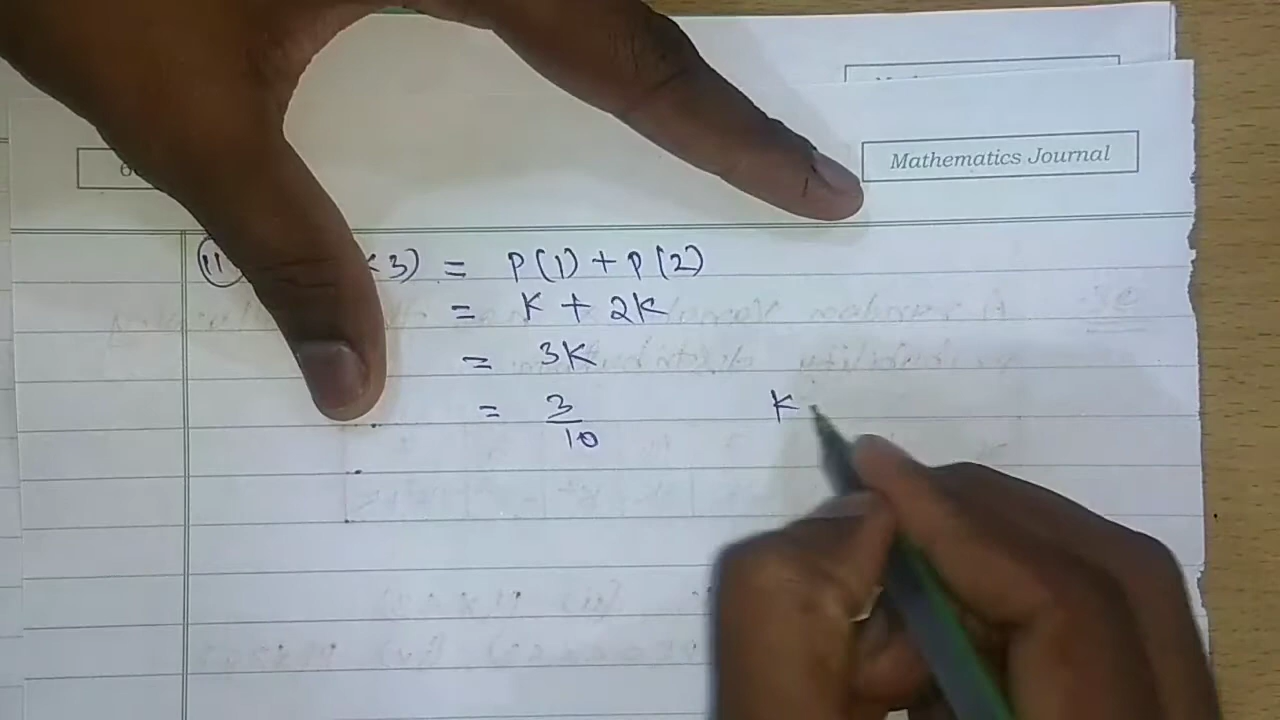 Mathematics Journal
(11) < 3) = P(1) + P(2)
= K + 2K
= 3K
= 3/10 K